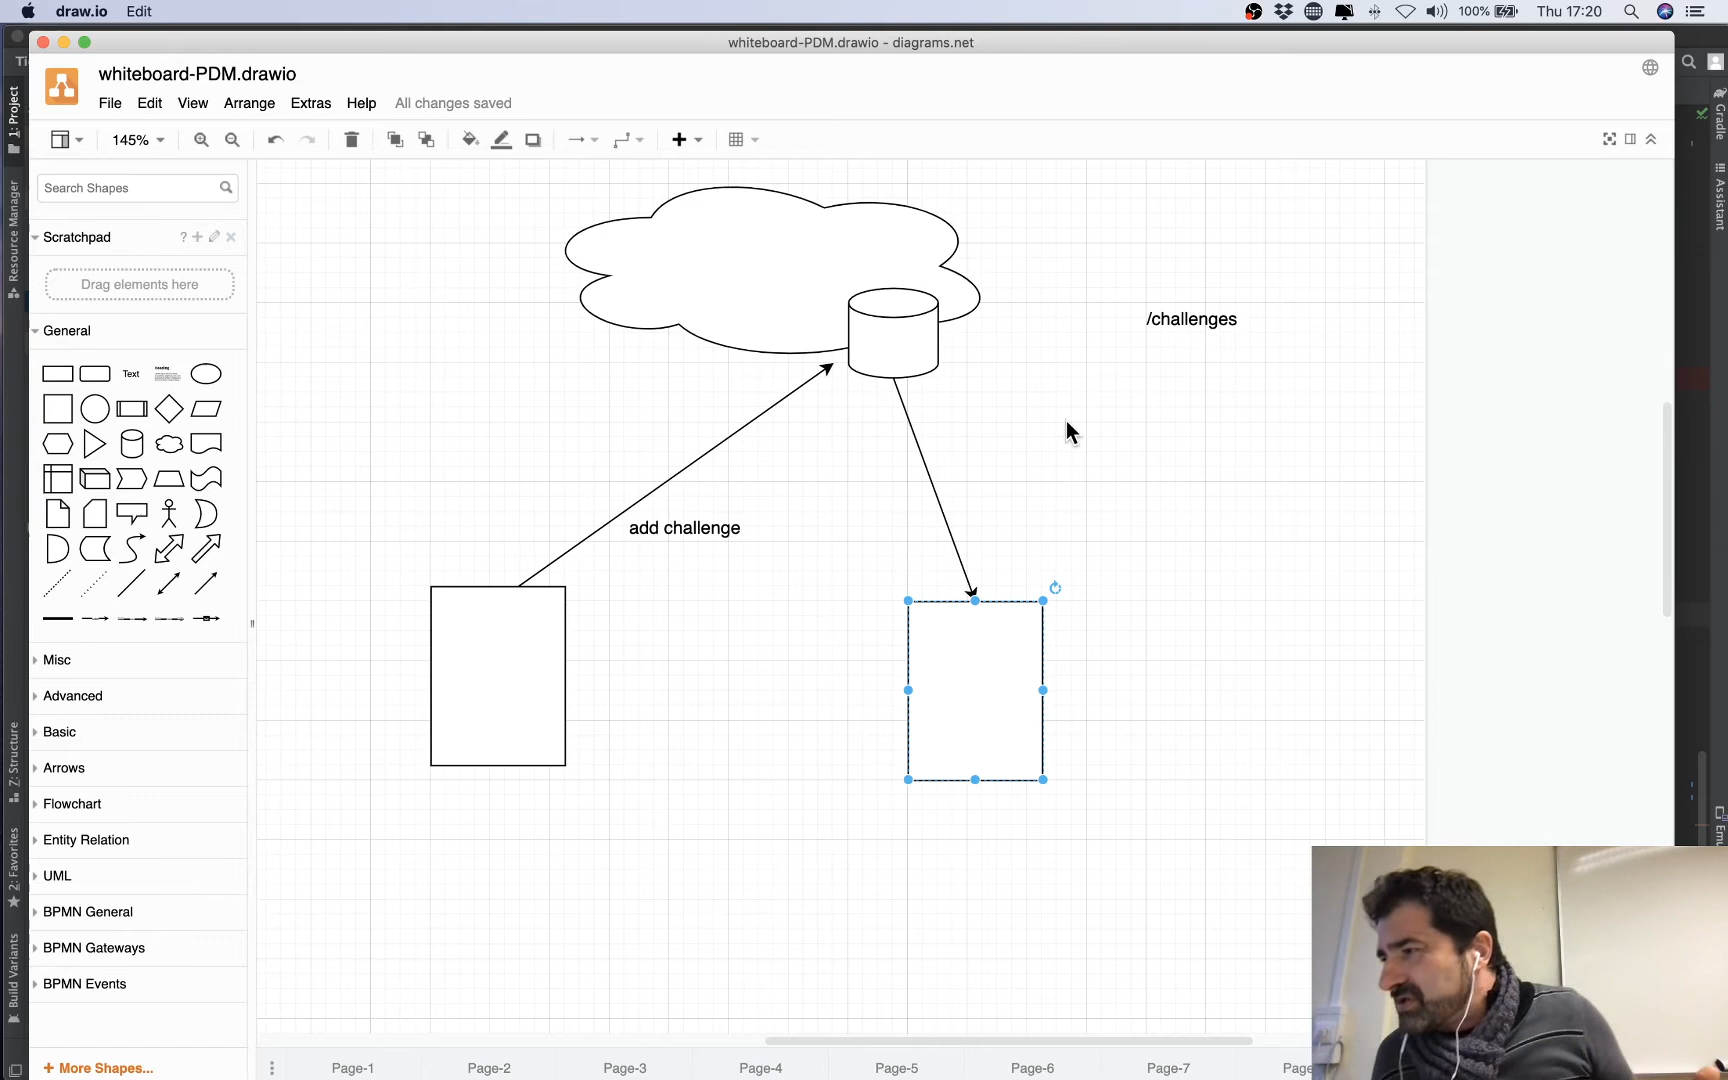 draw.io Edit
100% Thu 17:20
whiteboard-PDM.drawio - diagrams.net
whiteboard-PDM.drawio
File Edit View Arrange Extras Help All changes saved
145%
Search Shapes
Scratchpad
?
Drag elements here
General
Text
Heading
Misc
Advanced
Basic
Arrows
Flowchart
Entity Relation
UML
BPMN General
BPMN Gateways
BPMN Events
+ More Shapes...
/challenges
add challenge
Page-1 Page-2 Page-3 Page-4 Page-5 Page-6 Page-7
1: Project
Resource Manager
Z: Structure
2: Favorites
Build Variants
Gradle
Assistant